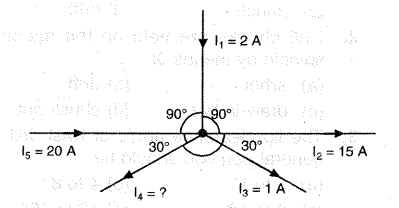 I₁ = 2 A
90° 90°
30° 30°
I₅ = 20 A
I₂ = 15 A
I₄ = ?
I₃ = 1 A